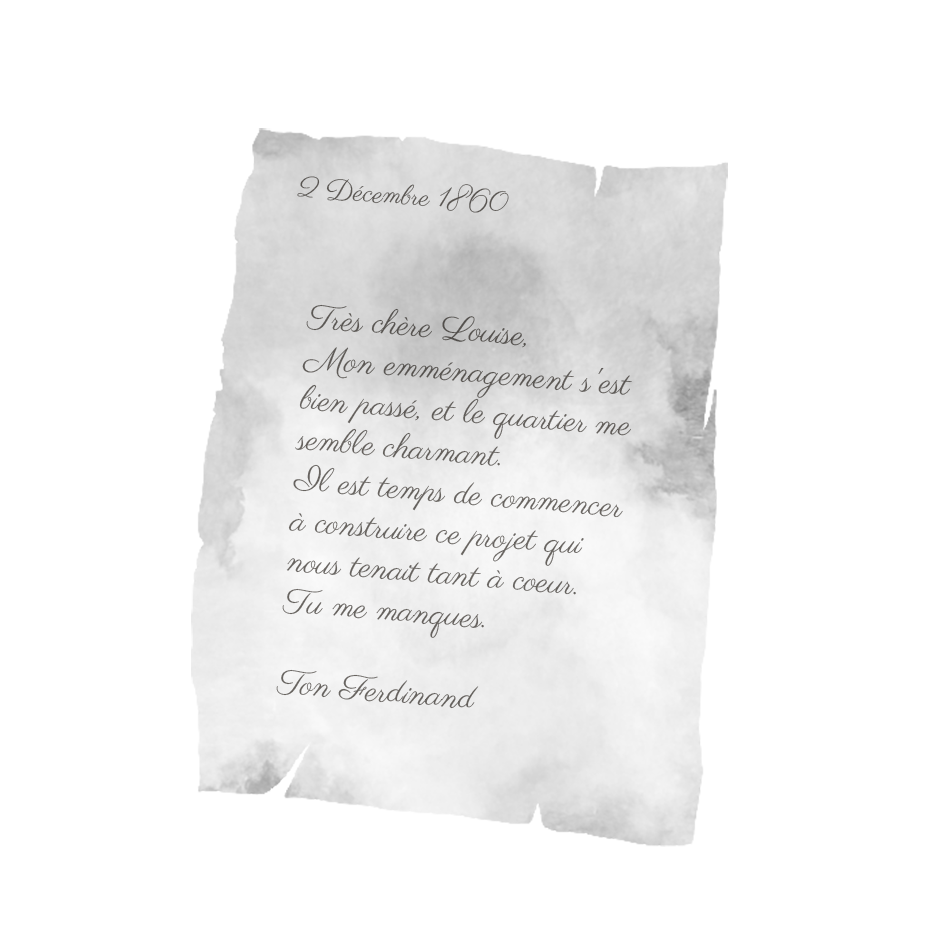 2 Décembre 1860
Très chère Louise,
Mon emménagement s'est
bien passé, et le quartier me
semble charmant.
Il est temps de commencer
à construire ce projet qui
nous tenait tant à coeur.
Tu me manques.
Ton Ferdinand